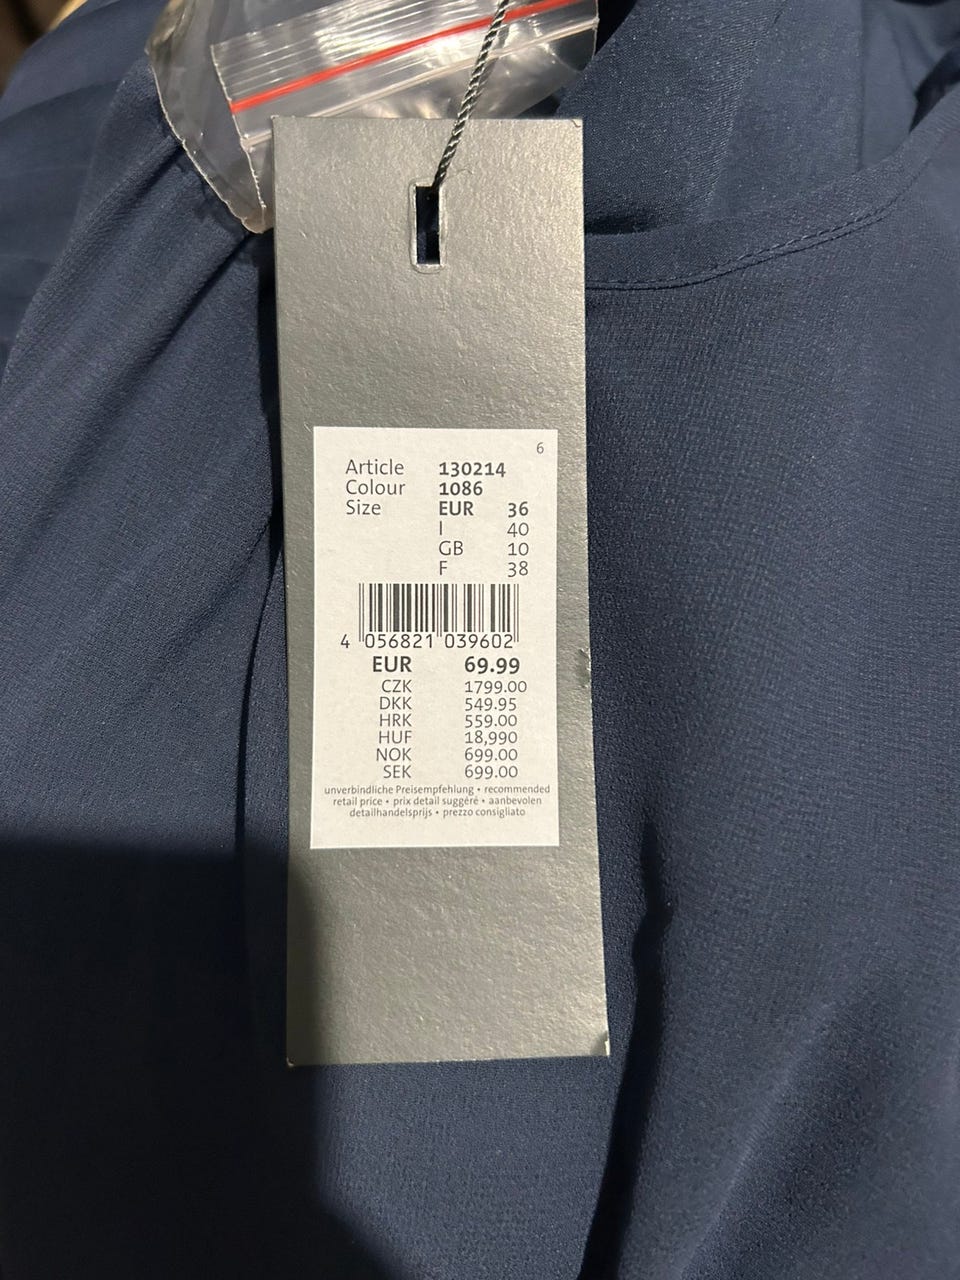 6
Article 130214
Colour 1086
Size EUR 36
I 40
GB 10
F 38
4 056821 039602
EUR 69.99
CZK 1799.00
DKK 549.95
HRK 559.00
HUF 18,990
NOK 699.00
SEK 699.00
unverbindliche Preisempfehlung • recommended
retail price • prix detail suggéré • aanbevolen
detailhandelsprijs • prezzo consigliato